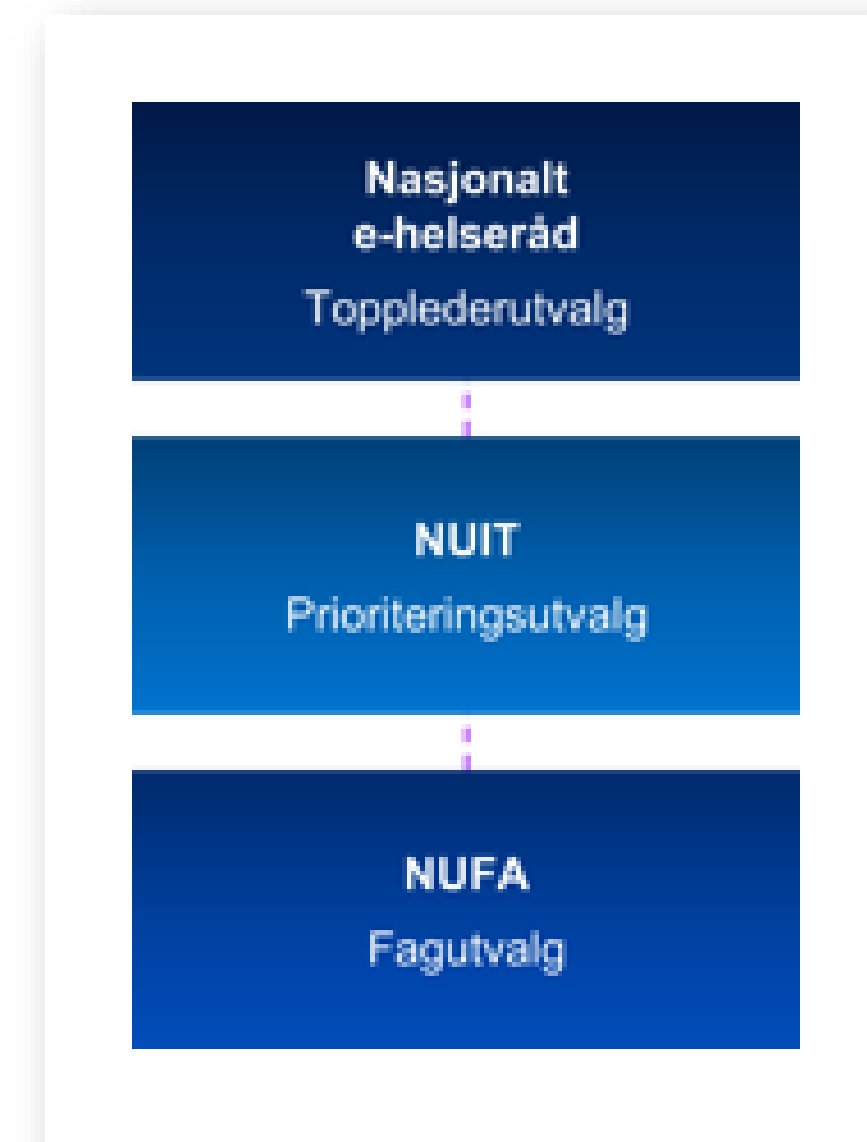 Nasjonalt
e-helseråd
Topplederutvalg
NUIT
Prioriteringsutvalg
NUFA
Fagutvalg